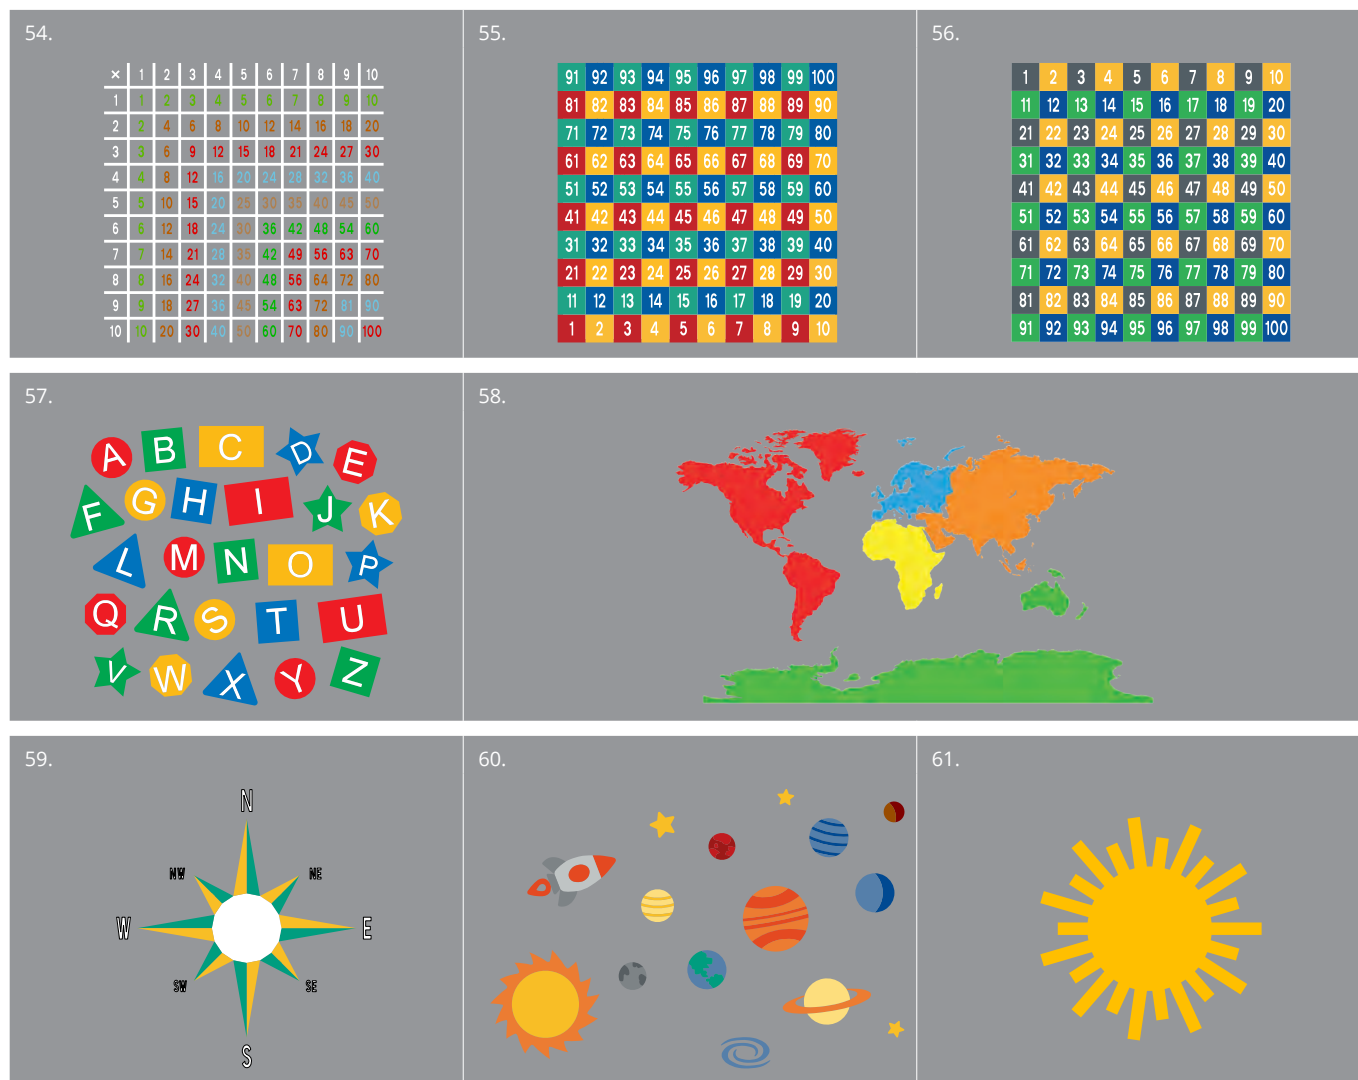 54.
× 1 2 3 4 5 6 7 8 9 10
1 1 2 3 4 5 6 7 8 9 10
2 2 4 6 8 10 12 14 16 18 20
3 3 6 9 12 15 18 21 24 27 30
4 4 8 12 16 20 24 28 32 36 40
5 5 10 15 20 25 30 35 40 45 50
6 6 12 18 24 30 36 42 48 54 60
7 7 14 21 28 35 42 49 56 63 70
8 8 16 24 32 40 48 56 64 72 80
9 9 18 27 36 45 54 63 72 81 90
10 10 20 30 40 50 60 70 80 90 100
55.
91 92 93 94 95 96 97 98 99 100
81 82 83 84 85 86 87 88 89 90
71 72 73 74 75 76 77 78 79 80
61 62 63 64 65 66 67 68 69 70
51 52 53 54 55 56 57 58 59 60
41 42 43 44 45 46 47 48 49 50
31 32 33 34 35 36 37 38 39 40
21 22 23 24 25 26 27 28 29 30
11 12 13 14 15 16 17 18 19 20
1 2 3 4 5 6 7 8 9 10
56.
1 2 3 4 5 6 7 8 9 10
11 12 13 14 15 16 17 18 19 20
21 22 23 24 25 26 27 28 29 30
31 32 33 34 35 36 37 38 39 40
41 42 43 44 45 46 47 48 49 50
51 52 53 54 55 56 57 58 59 60
61 62 63 64 65 66 67 68 69 70
71 72 73 74 75 76 77 78 79 80
81 82 83 84 85 86 87 88 89 90
91 92 93 94 95 96 97 98 99 100
57.
A B C D E
F G H I J K
L M N O P
Q R S T U
V W X Y Z
58.
59.
N
NW NE
W E
SW SE
S
60.
61.